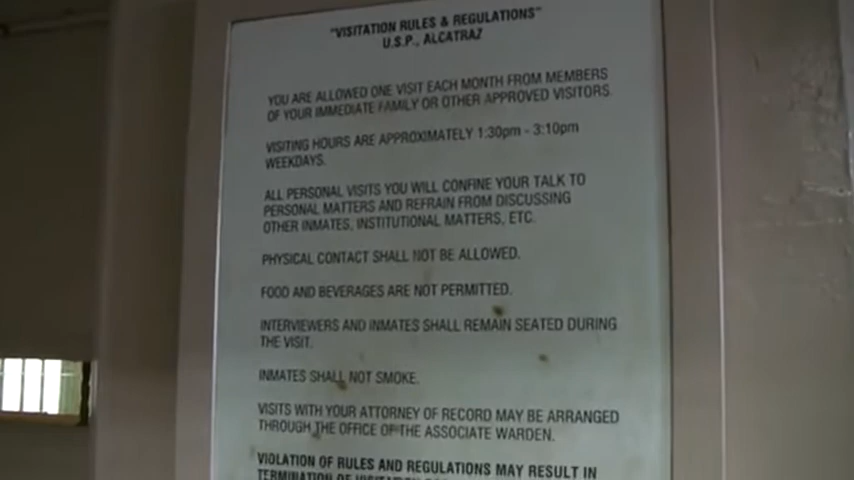 "VISITATION RULES & REGULATIONS"
U.S.P., ALCATRAZ
YOU ARE ALLOWED ONE VISIT EACH MONTH FROM MEMBERS
OF YOUR IMMEDIATE FAMILY OR OTHER APPROVED VISITORS.
VISITING HOURS ARE APPROXIMATELY 1:30pm - 3:10pm
WEEKDAYS.
ALL PERSONAL VISITS YOU WILL CONFINE YOUR TALK TO
PERSONAL MATTERS AND REFRAIN FROM DISCUSSING
OTHER INMATES, INSTITUTIONAL MATTERS, ETC.
PHYSICAL CONTACT SHALL NOT BE ALLOWED.
FOOD AND BEVERAGES ARE NOT PERMITTED.
INTERVIEWERS AND INMATES SHALL REMAIN SEATED DURING
THE VISIT.
INMATES SHALL NOT SMOKE.
VISITS WITH YOUR ATTORNEY OF RECORD MAY BE ARRANGED
THROUGH THE OFFICE OF THE ASSOCIATE WARDEN.
VIOLATION OF RULES AND REGULATIONS MAY RESULT IN
TERMINATION OF VISITATION